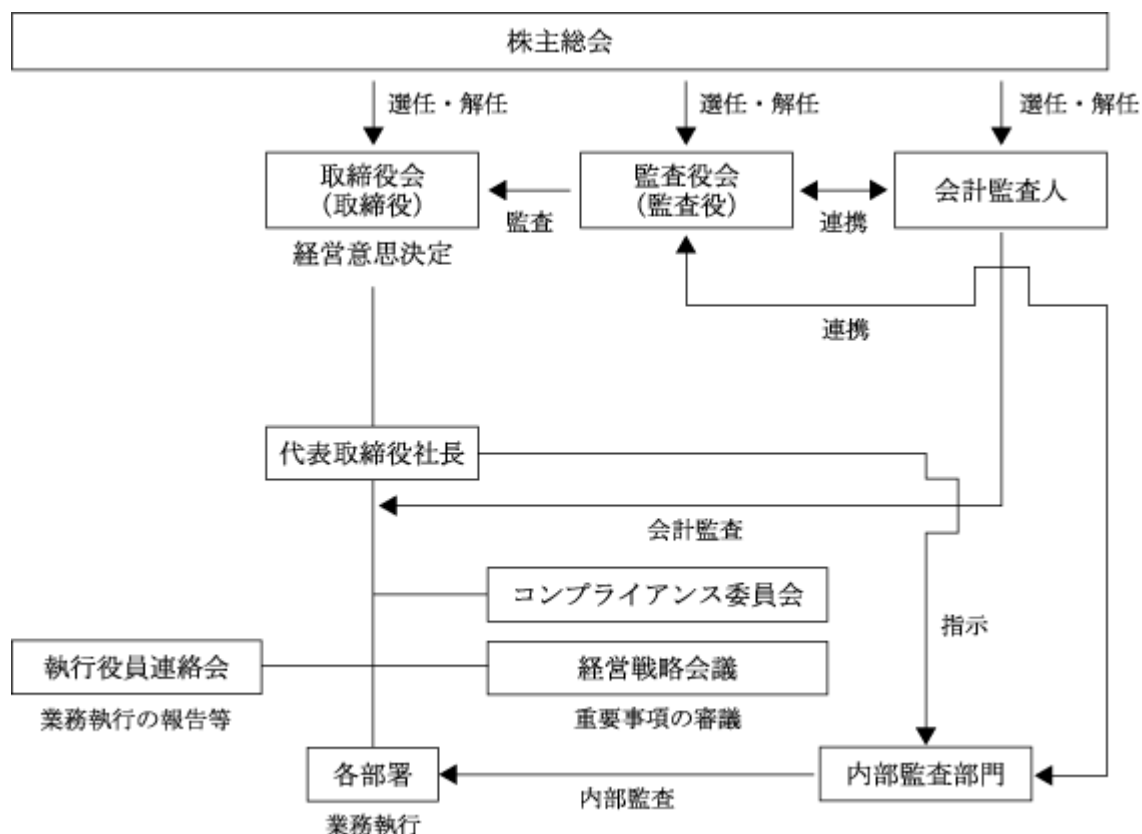 株主総会
選任・解任
選任・解任
選任・解任
取締役会
(取締役)
監査
監査役会
(監査役)
連携
会計監査人
経営意思決定
連携
代表取締役社長
会計監査
コンプライアンス委員会
指示
執行役員連絡会
経営戦略会議
業務執行の報告等
重要事項の審議
各部署
内部監査
内部監査部門
業務執行